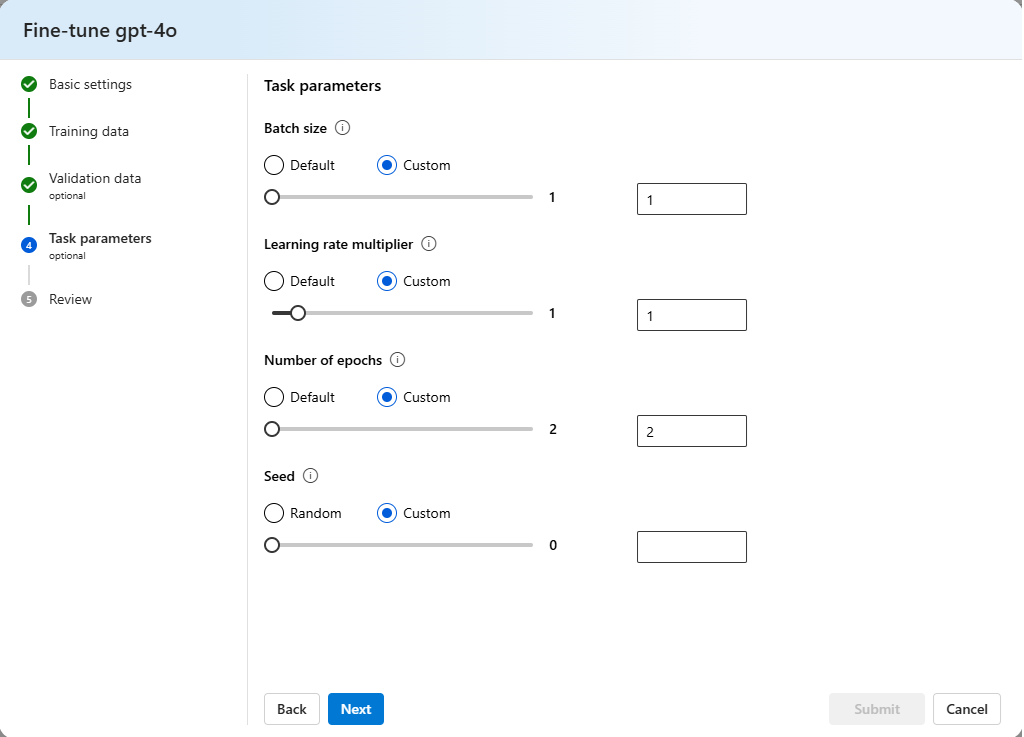 Fine-tune gpt-4o
Basic settings
Training data
Validation data
optional
4 Task parameters
optional
5 Review
Task parameters
Batch size
Default Custom
1 1
Learning rate multiplier
Default Custom
1 1
Number of epochs
Default Custom
2 2
Seed
Random Custom
0
Back Next Submit Cancel